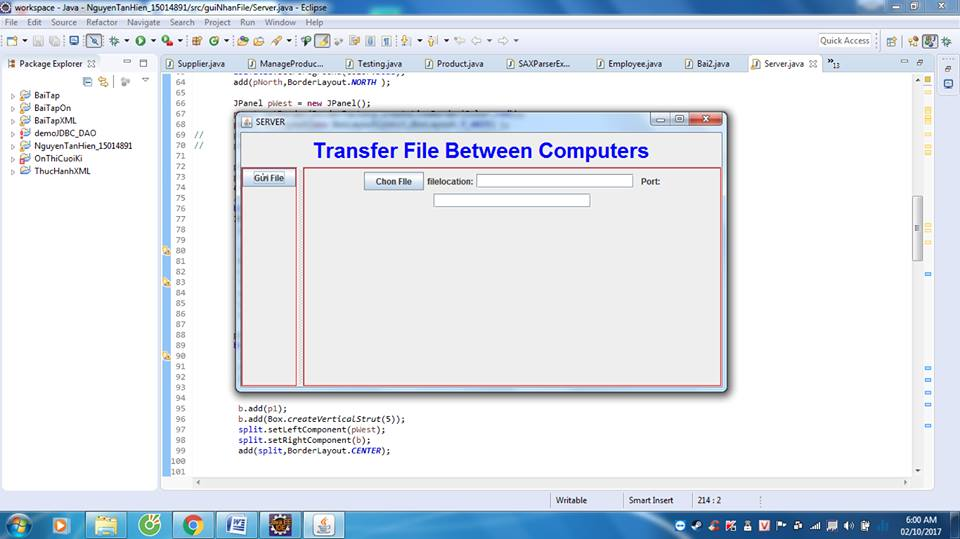 workspace - Java - NguyenTanHien_15014891/src/guiNhanFile/Server.java - Eclipse
File Edit Source Refactor Navigate Search Project Run Window Help
Quick Access
Package Explorer
Supplier.java ManageProduc... Testing.java Product.java SAXParserEx... Employee.java Bai2.java Server.java 13
BaiTap
BaiTapOn
BaiTapXML
demoJDBC_DAO
NguyenTanHien_15014891
OnThiCuoiKi
ThucHanhXML
64 add(pNorth,BorderLayout.NORTH );
65
66 JPanel pWest = new JPanel();
67
68
69 //
70 //
71
72
73
74
75
76
77
78
79
80
81
82
83
84
85
86
87
88
89
90
91
92
93
94
95 b.add(p1);
96 b.add(Box.createVerticalStrut(5));
97 split.setLeftComponent(pWest);
98 split.setRightComponent(b);
99 add(split,BorderLayout.CENTER);
100
101
SERVER
Transfer File Between Computers
Gửi File
Chon FIle filelocation: Port:
Writable Smart Insert 214 : 2
6:00 AM
02/10/2017